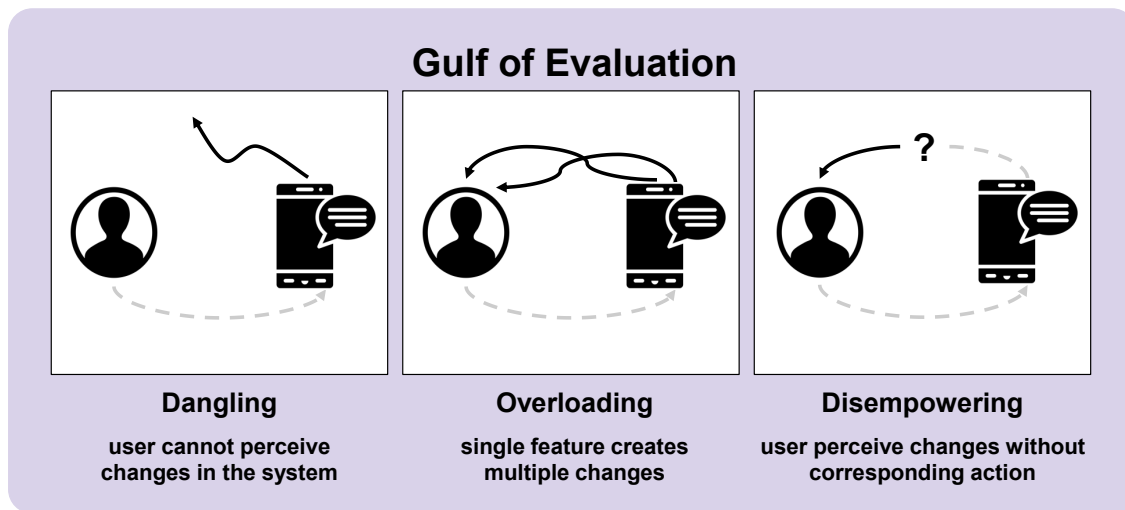 Gulf of Evaluation
?
Dangling
user cannot perceive
changes in the system
Overloading
single feature creates
multiple changes
Disempowering
user perceive changes without
corresponding action